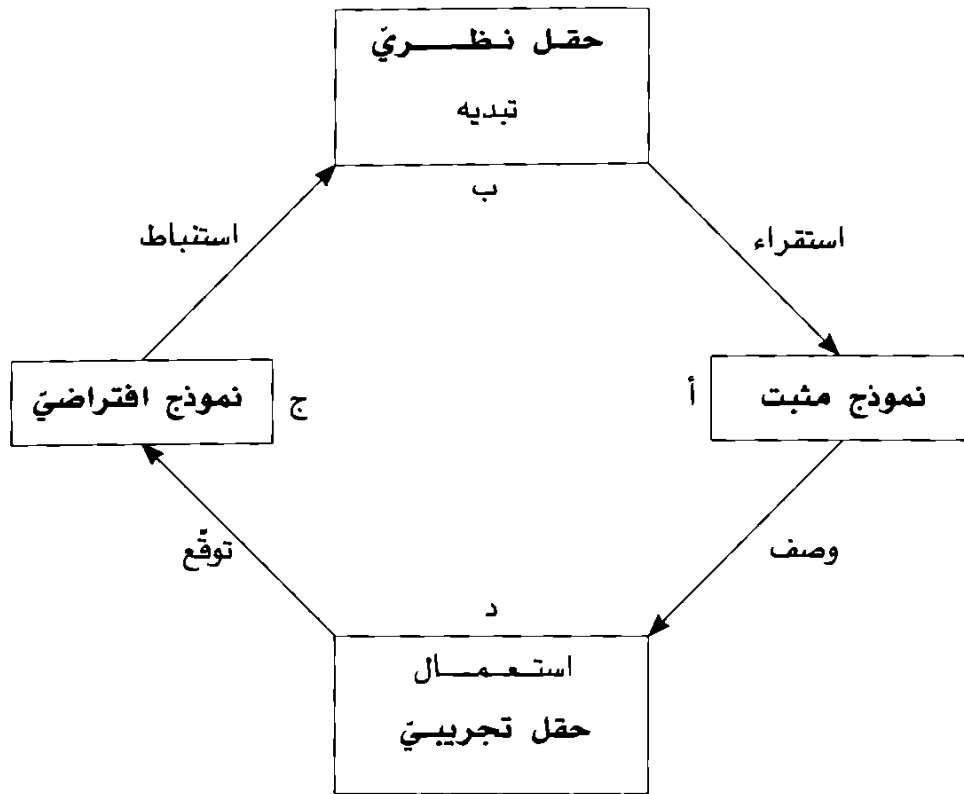 حقل نظريّ
تبديه
ب
استقراء
استنباط
نموذج مثبت
أ
ج
نموذج افتراضيّ
وصف
توقّع
د
استعمال
حقل تجريبيّ